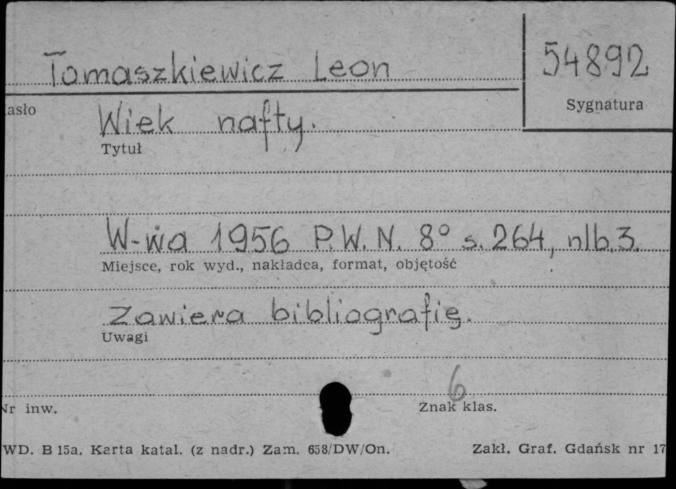 Tomaszkiewicz Leon
54892
asło
Sygnatura
Wiek nafty.
Tytuł
W-wa 1956 P.W.N. 8° s. 264, nlb. 3.
Miejsce, rok wyd., nakładca, format, objętość
Zawiera bibliografię.
Uwagi
6
Nr inw.
Znak klas.
WD. B 15a. Karta katal. (z nadr.) Zam. 658/DW/On.
Zakł. Graf. Gdańsk nr 17